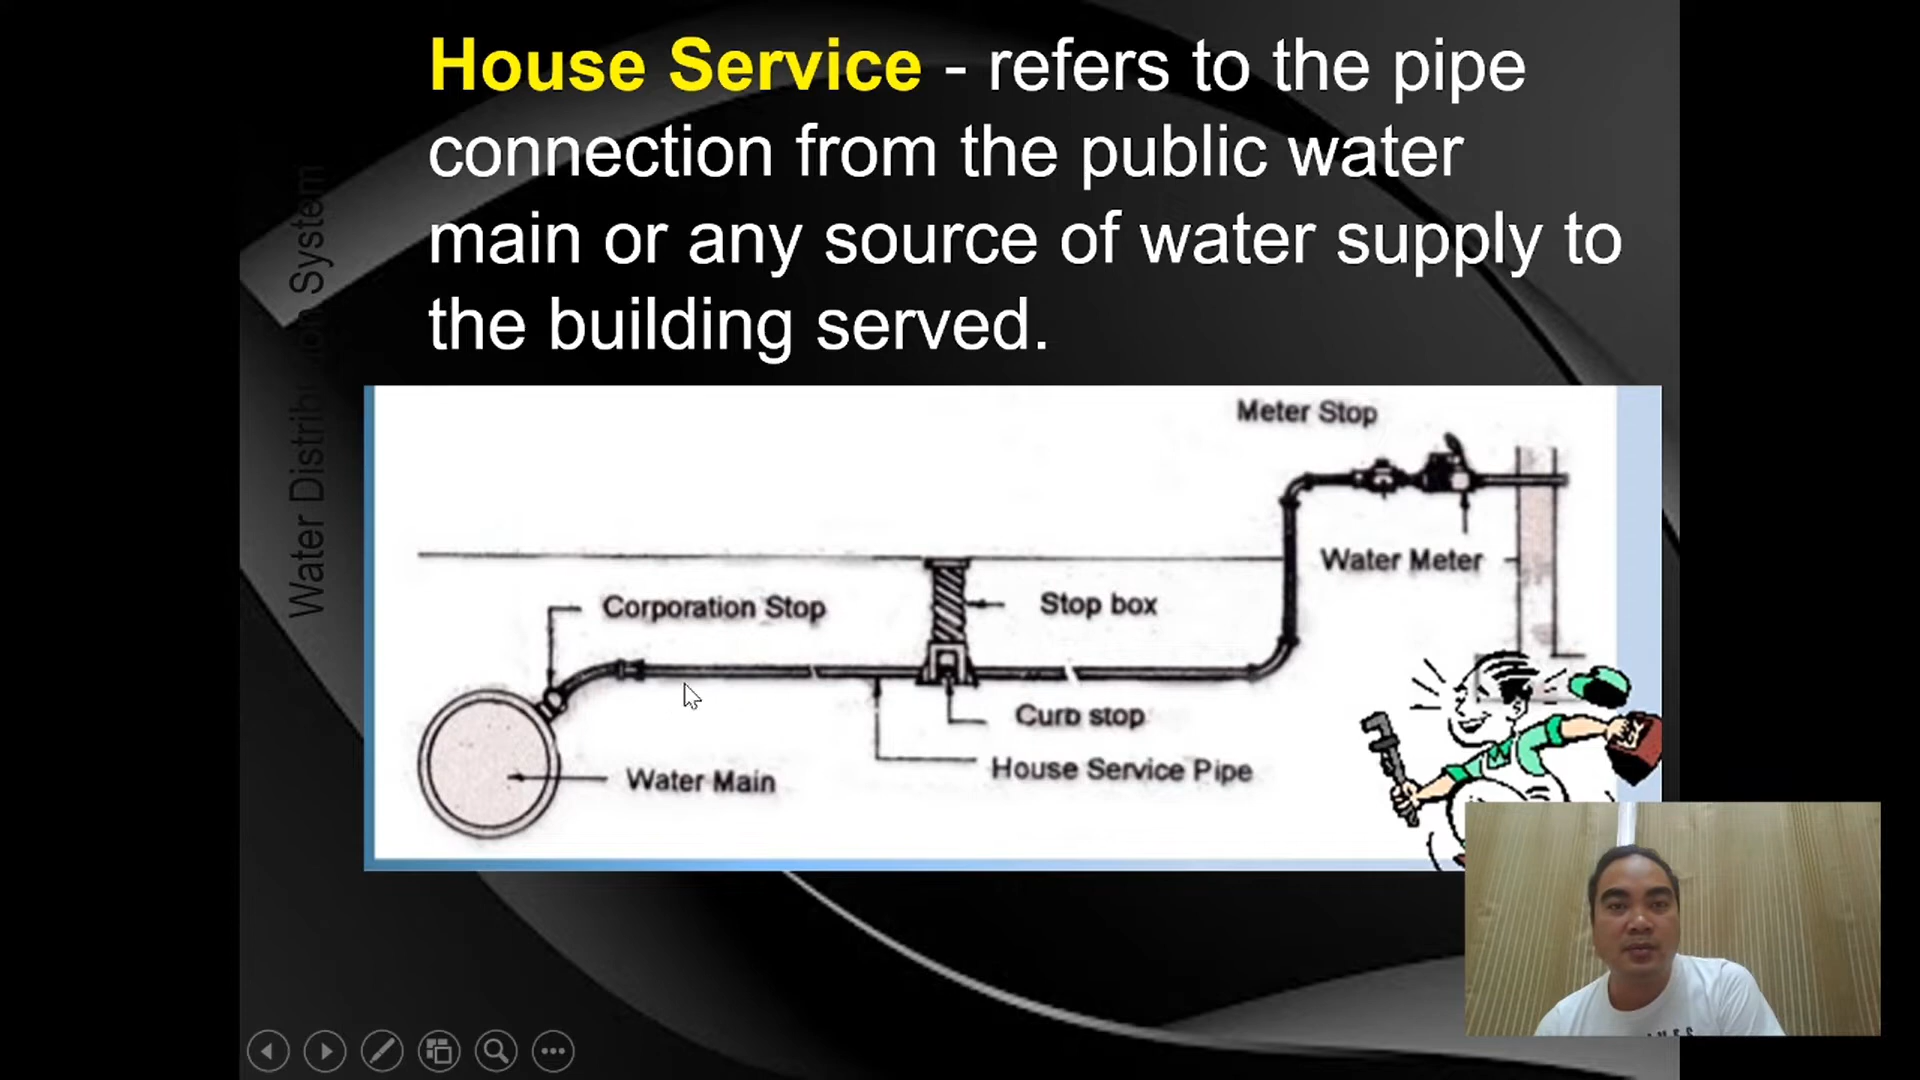 House Service - refers to the pipe
connection from the public water
main or any source of water supply to
the building served.
Water Distribution System
Meter Stop
Water Meter
Corporation Stop
Stop box
Curb stop
House Service Pipe
Water Main